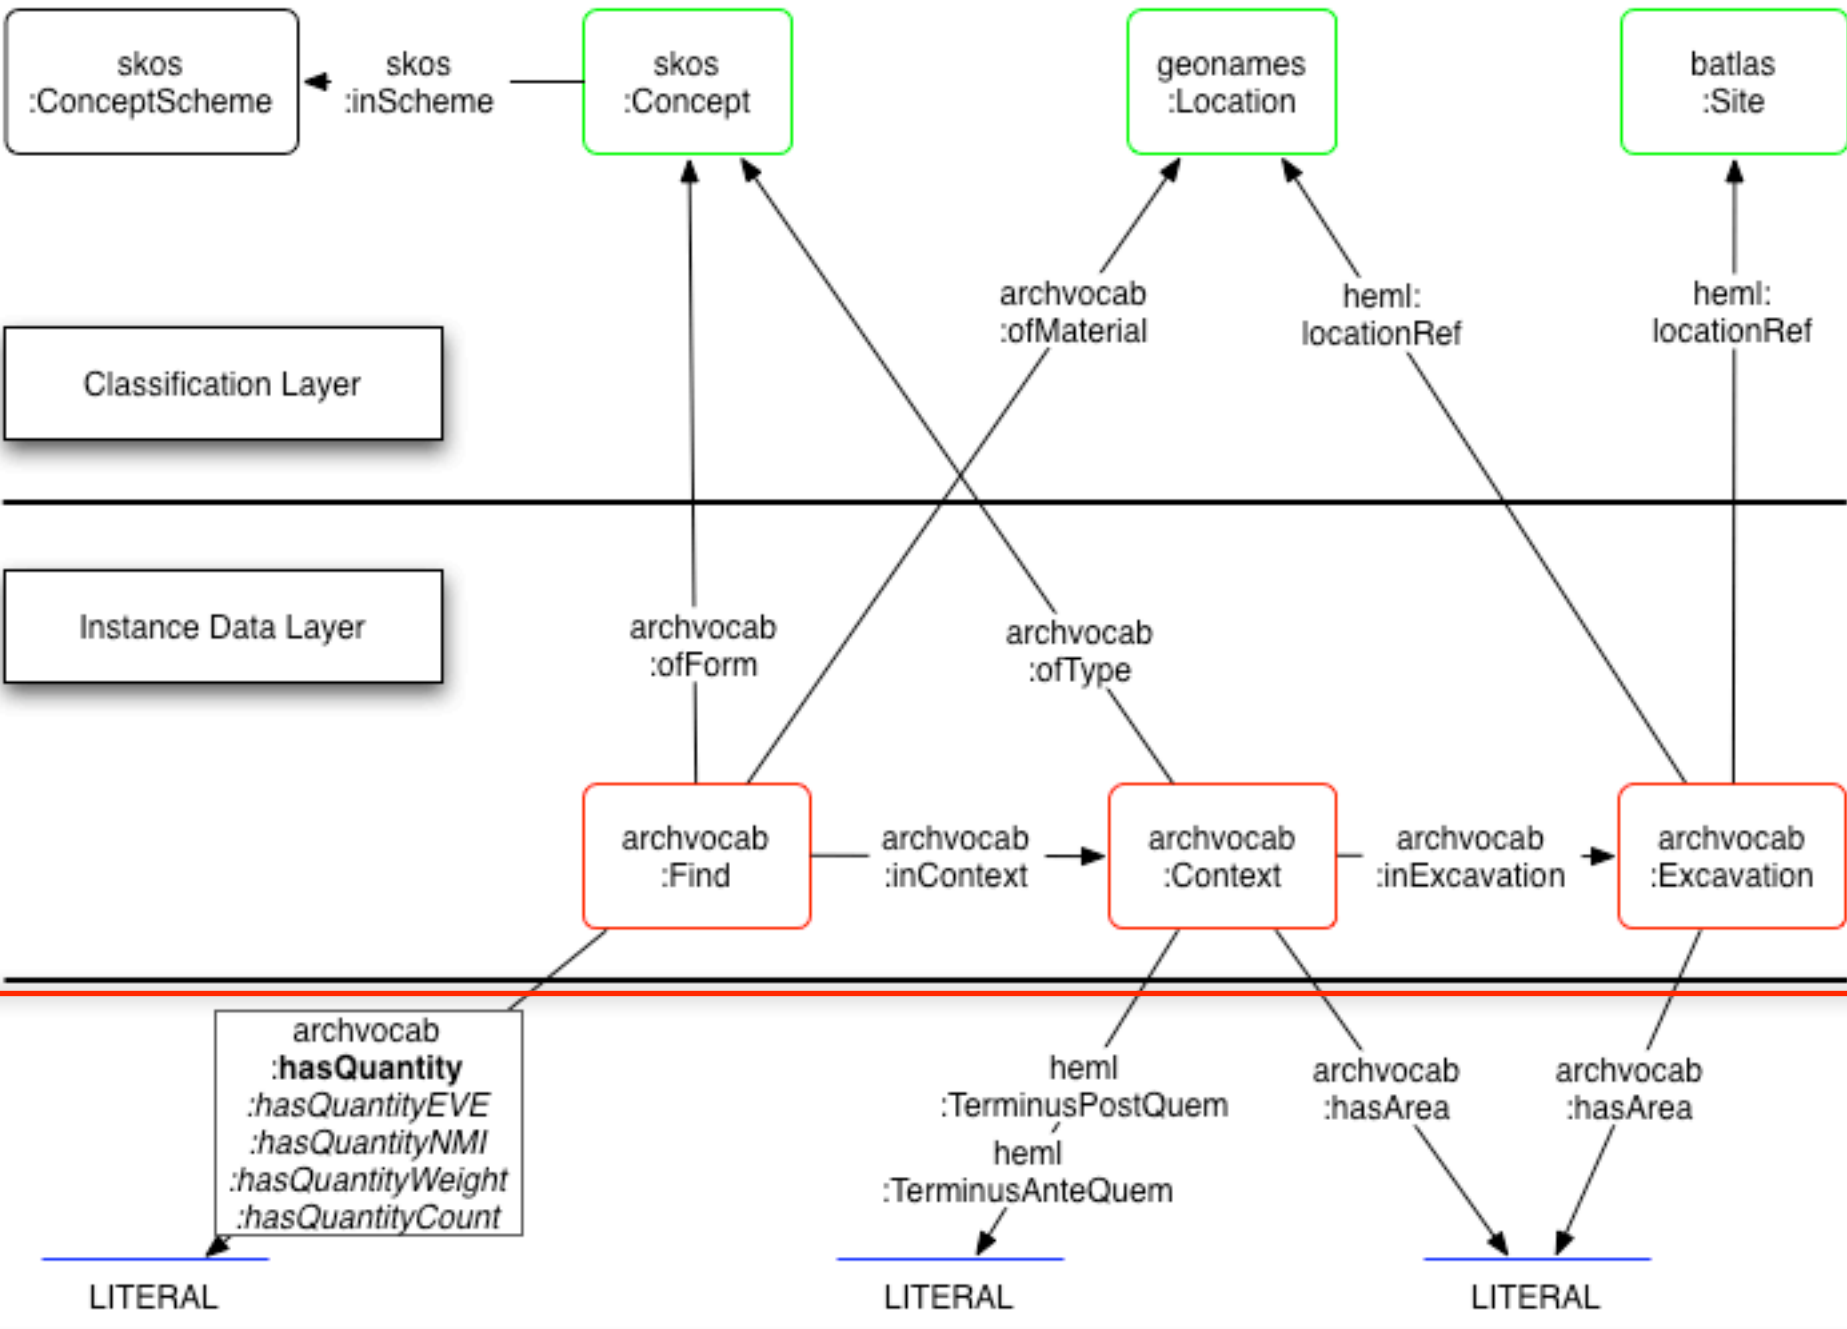 skos
:ConceptScheme
skos
:inScheme
skos
:Concept
geonames
:Location
batlas
:Site
archvocab
:ofMaterial
heml:
locationRef
heml:
locationRef
Classification Layer
Instance Data Layer
archvocab
:ofForm
archvocab
:ofType
archvocab
:Find
archvocab
:inContext
archvocab
:Context
archvocab
:inExcavation
archvocab
:Excavation
archvocab
:hasQuantity
:hasQuantityEVE
:hasQuantityNMI
:hasQuantityWeight
:hasQuantityCount
heml
:TerminusPostQuem
heml
:TerminusAnteQuem
archvocab
:hasArea
archvocab
:hasArea
LITERAL
LITERAL
LITERAL